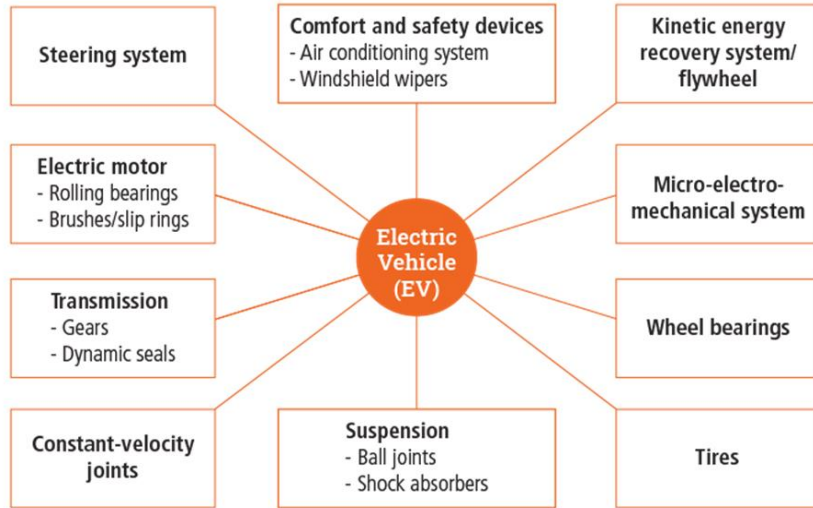 Steering system
Comfort and safety devices
- Air conditioning system
- Windshield wipers
Kinetic energy
recovery system/
flywheel
Electric motor
- Rolling bearings
- Brushes/slip rings
Micro-electro-
mechanical system
Electric
Vehicle
(EV)
Transmission
- Gears
- Dynamic seals
Wheel bearings
Constant-velocity
joints
Suspension
- Ball joints
- Shock absorbers
Tires